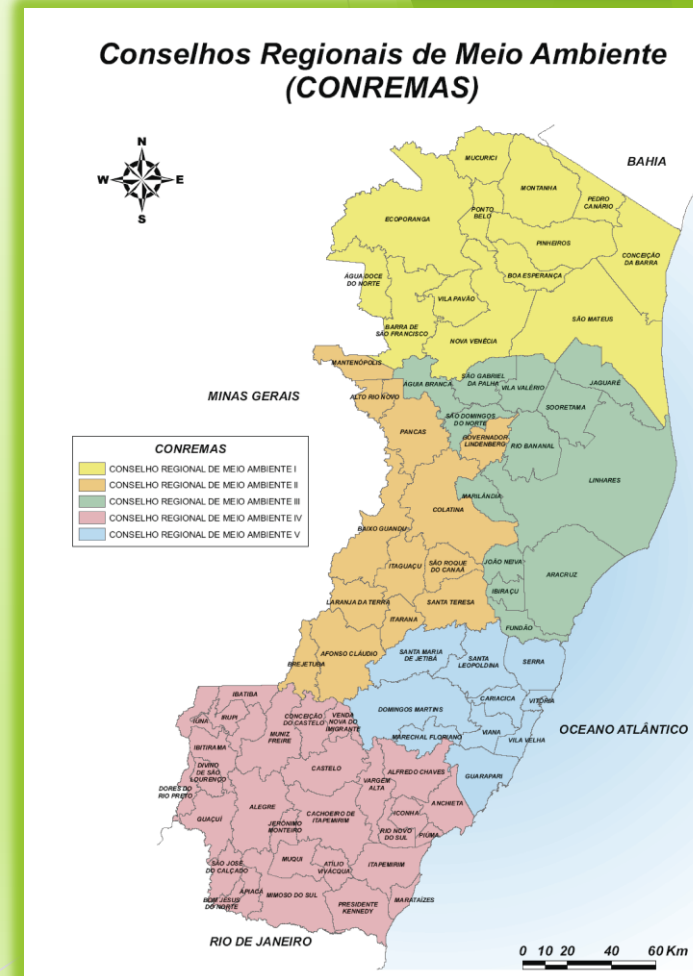 Conselhos Regionais de Meio Ambiente
(CONREMAS)
N
W
E
S
BAHIA
MUCURICI
MONTANHA
PEDRO
CANÁRIO
PONTO
BELO
ECOPORANGA
PINHEIROS
CONCEIÇÃO
DA BARRA
ÁGUA DOCE
DO NORTE
BOA ESPERANÇA
VILA PAVÃO
BARRA DE
SÃO FRANCISCO
SÃO MATEUS
NOVA VENÉCIA
MANTENÓPOLIS
ÁGUIA BRANCA
SÃO GABRIEL
DA PALHA
VILA VALÉRIO
JAGUARÉ
MINAS GERAIS
ALTO RIO NOVO
SOORETAMA
SÃO DOMINGOS
DO NORTE
PANCAS
GOVERNADOR
LINDENBERG
RIO BANANAL
CONREMAS
CONSELHO REGIONAL DE MEIO AMBIENTE I
CONSELHO REGIONAL DE MEIO AMBIENTE II
CONSELHO REGIONAL DE MEIO AMBIENTE III
CONSELHO REGIONAL DE MEIO AMBIENTE IV
CONSELHO REGIONAL DE MEIO AMBIENTE V
LINHARES
MARILÂNDIA
COLATINA
BAIXO GUANDU
JOÃO NEIVA
ITAGUAÇU
SÃO ROQUE
DO CANAÃ
ARACRUZ
IBIRAÇU
LARANJA DA TERRA
SANTA TERESA
ITARANA
FUNDÃO
AFONSO CLÁUDIO
BREJETUBA
SANTA MARIA
DE JETIBÁ
SANTA
LEOPOLDINA
SERRA
IBATIBA
CARIACICA
VITÓRIA
DOMINGOS MARTINS
IÚNA
IRUPI
CONCEIÇÃO
DO CASTELO
VENDA
NOVA DO
IMIGRANTE
OCEANO ATLÂNTICO
MUNIZ
FREIRE
MARECHAL FLORIANO
VIANA
VILA VELHA
IBITIRAMA
CASTELO
ALFREDO CHAVES
GUARAPARI
DIVINO
DE SÃO
LOURENÇO
VARGEM
ALTA
DORES DO
RIO PRETO
ALEGRE
ANCHIETA
GUAÇUÍ
CACHOEIRO DE
ITAPEMIRIM
ICONHA
JERÔNIMO
MONTEIRO
RIO NOVO
DO SUL
PIÚMA
MUQUI
ATÍLIO
VIVÁCQUA
ITAPEMIRIM
SÃO JOSÉ
DO CALÇADO
APIACÁ
MIMOSO DO SUL
BOM JESUS
DO NORTE
PRESIDENTE
KENNEDY
MARATAÍZES
RIO DE JANEIRO
0 10 20 40 60 Km